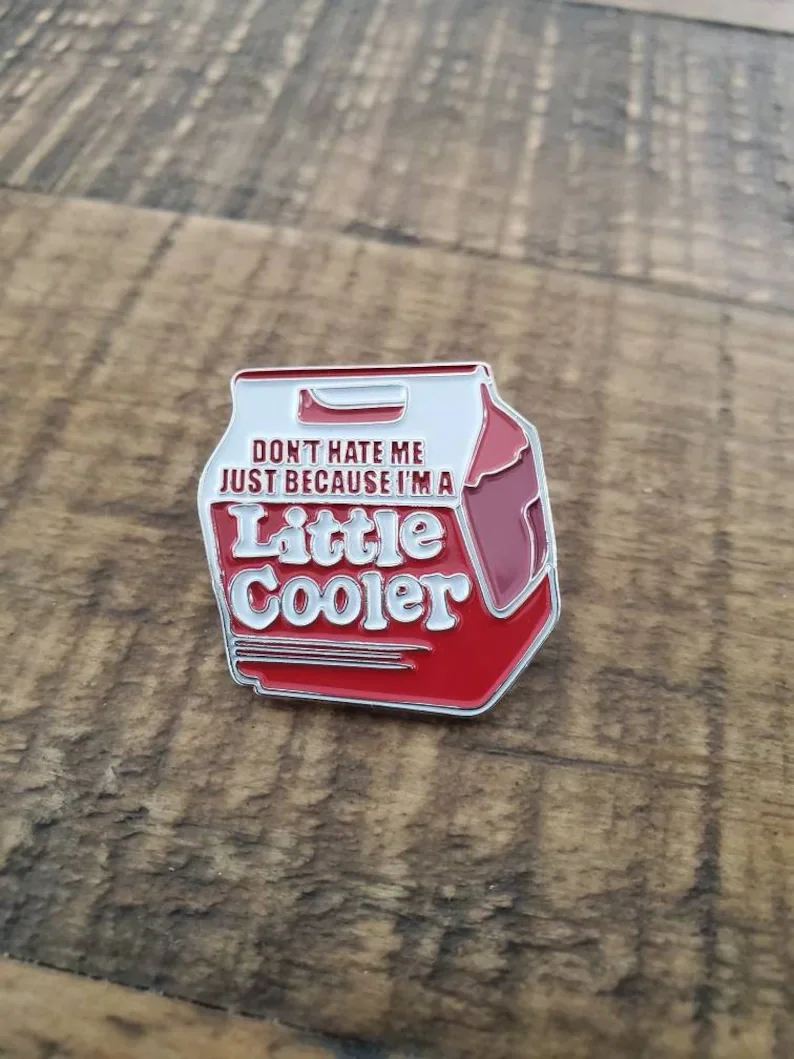 DON'T HATE ME
JUST BECAUSE I'M A
Little
Cooler